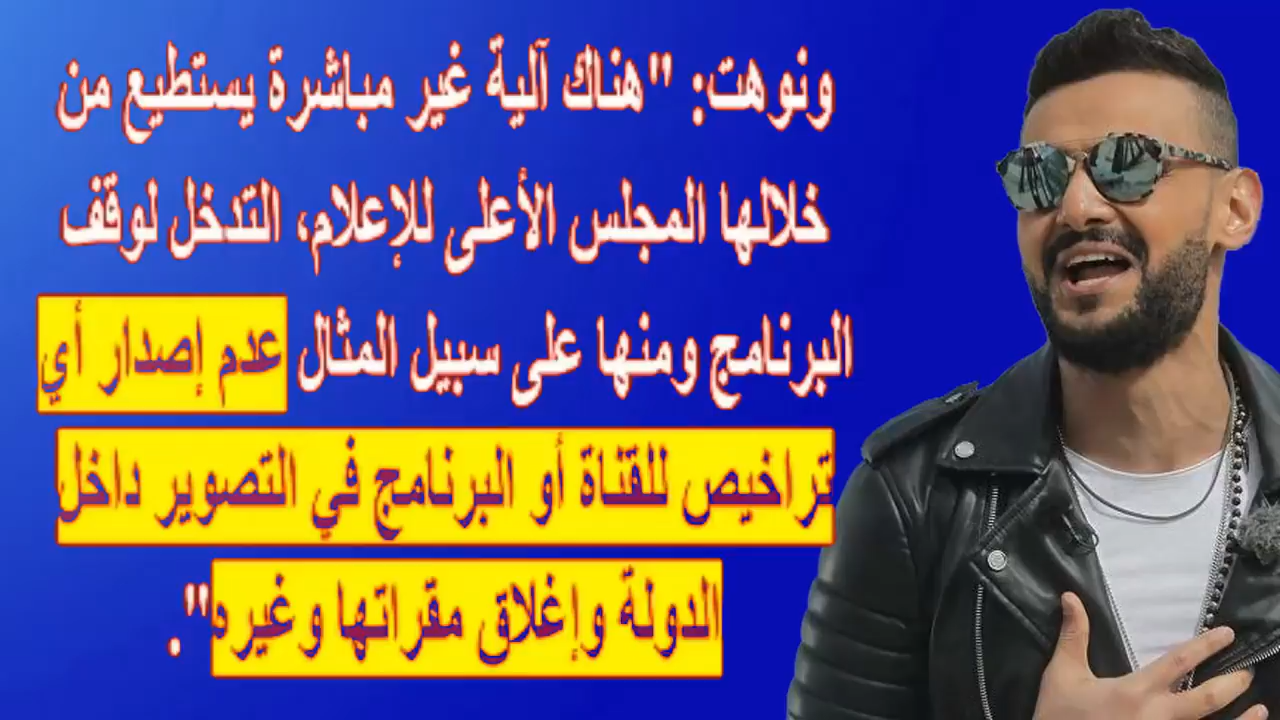 ونوهت: "هناك آلية غير مباشرة يستطيع من
خلالها المجلس الأعلى للإعلام، التدخل لوقف
البرنامج ومنها على سبيل المثال عدم إصدار أي
تراخيص للقناة أو البرنامج في التصوير داخل
الدولة وإغلاق مقراتها وغيره".